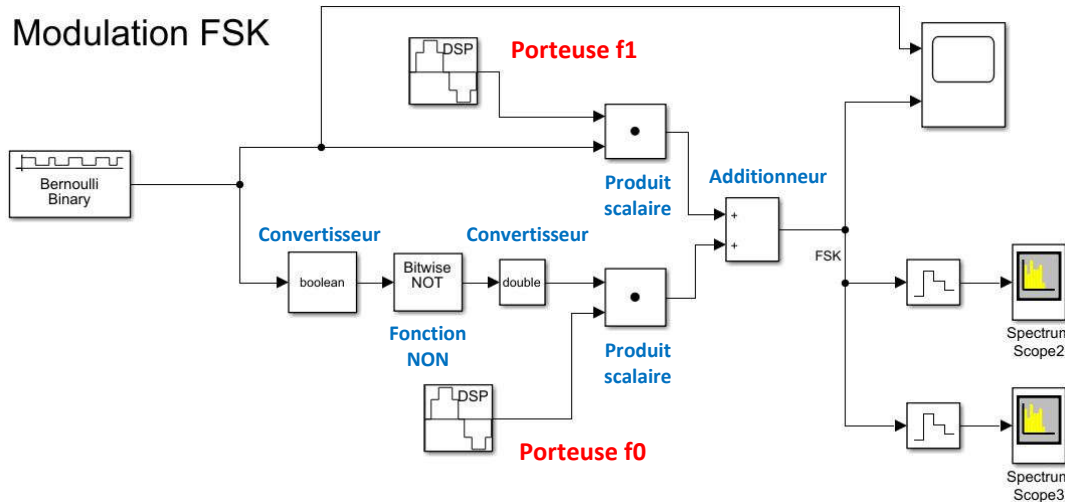 Modulation FSK
DSP
Porteuse f1
Bernoulli
Binary
Produit
scalaire
Additionneur
+
+
Convertisseur
Convertisseur
boolean
Bitwise
NOT
double
FSK
Fonction
NON
Produit
scalaire
Spectrum
Scope2
DSP
Porteuse f0
Spectrum
Scope3